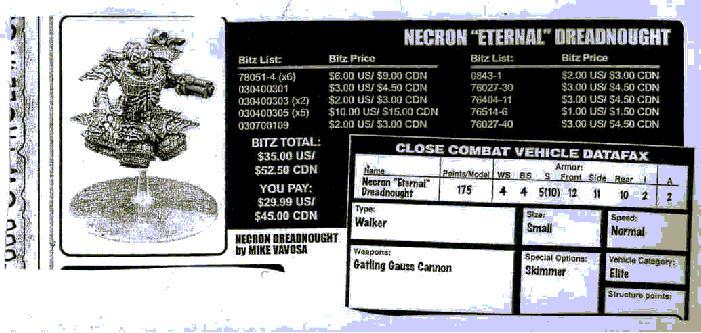 NECRON "ETERNAL" DREADNOUGHT
Bitz List: Bitz Price
78051-4 (x6) $6.00 US/ $9.00 CDN
030400301 $3.00 US/ $4.50 CDN
030400303 (x2) $2.00 US/ $3.00 CDN
030400305 (x5) $10.00 US/ $15.00 CDN
030700109 $2.00 US/ $3.00 CDN
Bitz List: Bitz Price
0843-1 $2.00 US/ $3.00 CDN
76027-30 $3.00 US/ $4.50 CDN
76404-11 $3.00 US/ $4.50 CDN
76514-6 $1.00 US/ $1.50 CDN
76027-40 $3.00 US/ $4.50 CDN
BITZ TOTAL:
$35.00 US/
$52.50 CDN
YOU PAY:
$29.99 US/
$45.00 CDN
NECRON DREADNOUGHT
by MIKE VAVOSA
CLOSE COMBAT VEHICLE DATAFAX
Armor:
Name Points/Model WS BS S Front Side Rear I A
Necron "Eternal"
Dreadnought 175 4 4 5(10) 12 11 10 2 2
Type:
Walker
Size:
Small
Speed:
Normal
Weapons:
Gatling Gauss Cannon
Special Options:
Skimmer
Vehicle Category:
Elite
Structure points: